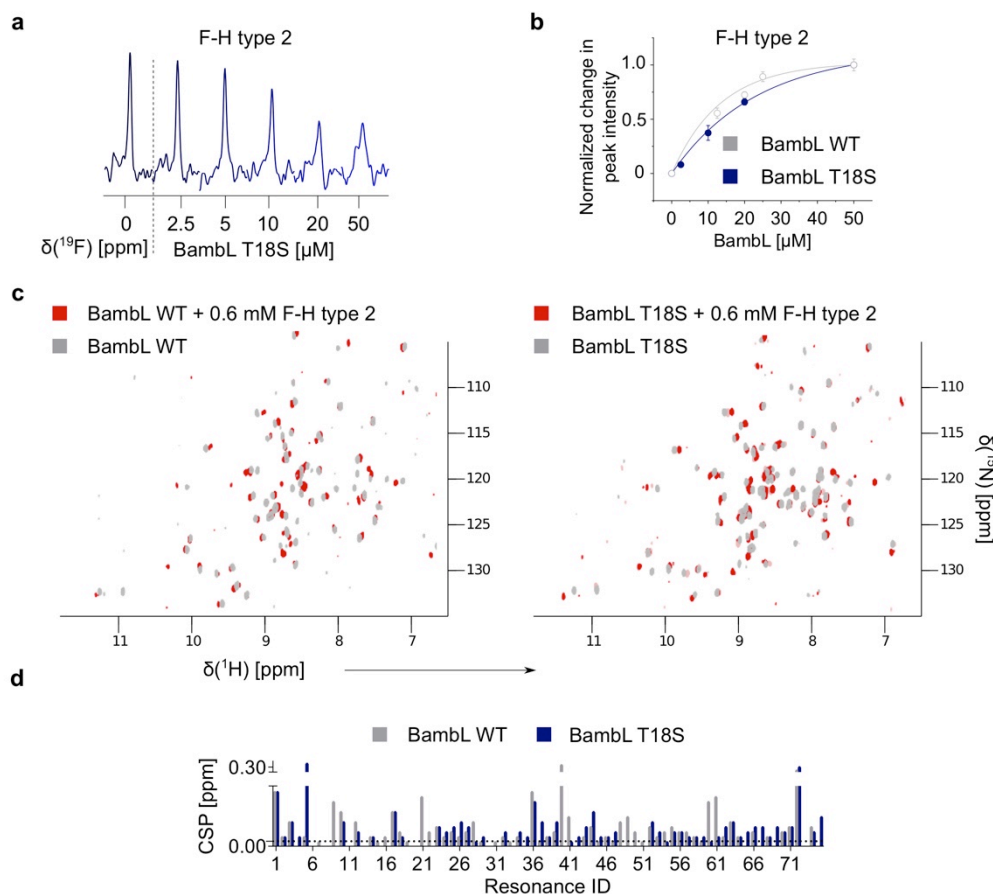 a
F-H type 2
0 2.5 5 10 20 50
δ(¹⁹F) [ppm] BambL T18S [µM]
b
F-H type 2
Normalized change in
peak intensity
1.0
0.5
0
BambL WT
BambL T18S
0 10 20 30 40 50
BambL [µM]
c
BambL WT + 0.6 mM F-H type 2
BambL WT
110
115
120
125
130
11 10 9 8 7
δ(¹H) [ppm]
BambL T18S + 0.6 mM F-H type 2
BambL T18S
110
115
120
125
130
δ(¹⁵N) [ppm]
11 10 9 8 7
d
BambL WT BambL T18S
CSP [ppm]
0.30
0.00
1 6 11 16 21 26 31 36 41 46 51 56 61 66 71
Resonance ID